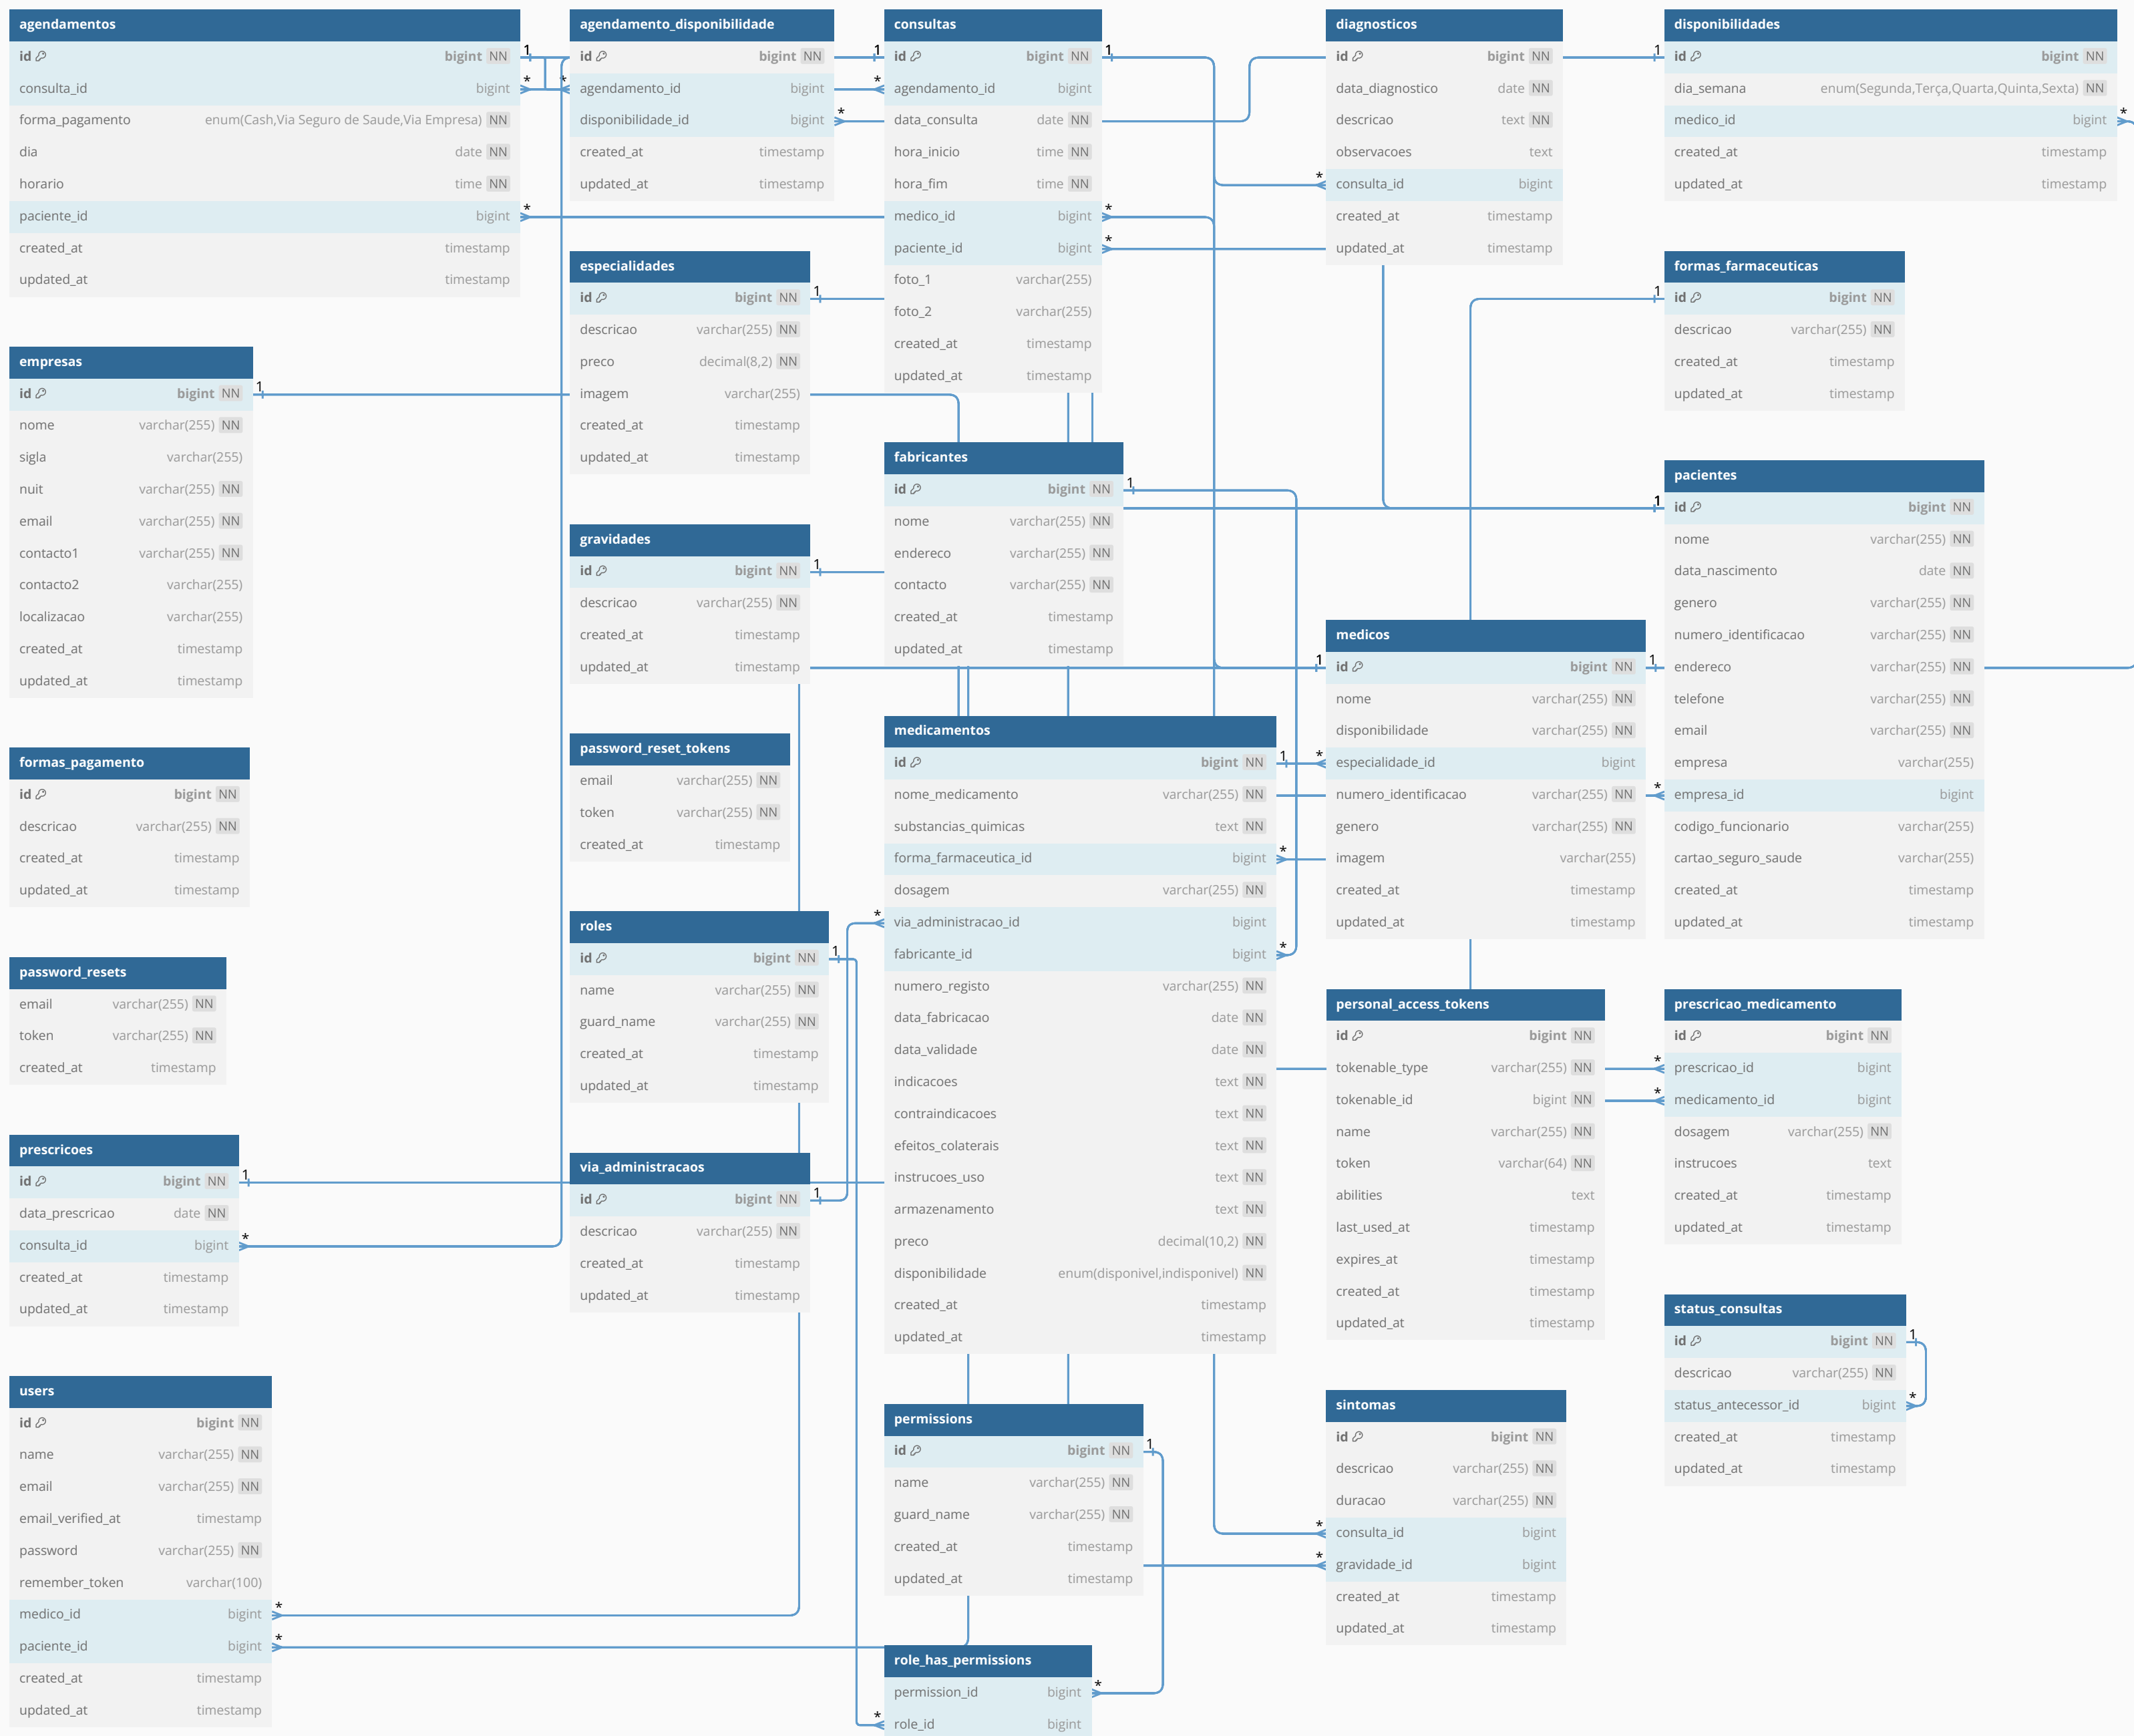 agendamentos
id bigint NN
consulta_id bigint
forma_pagamento enum(Cash,Via Seguro de Saude,Via Empresa) NN
dia date NN
horario time NN
paciente_id bigint
created_at timestamp
updated_at timestamp
agendamento_disponibilidade
id bigint NN
agendamento_id bigint
disponibilidade_id bigint
created_at timestamp
updated_at timestamp
consultas
id bigint NN
agendamento_id bigint
data_consulta date NN
hora_inicio time NN
hora_fim time NN
medico_id bigint
paciente_id bigint
foto_1 varchar(255)
foto_2 varchar(255)
created_at timestamp
updated_at timestamp
diagnosticos
id bigint NN
data_diagnostico date NN
descricao text NN
observacoes text
consulta_id bigint
created_at timestamp
updated_at timestamp
disponibilidades
id bigint NN
dia_semana enum(Segunda,Terça,Quarta,Quinta,Sexta) NN
medico_id bigint
created_at timestamp
updated_at timestamp
especialidades
id bigint NN
descricao varchar(255) NN
preco decimal(8,2) NN
imagem varchar(255)
created_at timestamp
updated_at timestamp
formas_farmaceuticas
id bigint NN
descricao varchar(255) NN
created_at timestamp
updated_at timestamp
empresas
id bigint NN
nome varchar(255) NN
sigla varchar(255)
nuit varchar(255) NN
email varchar(255) NN
contacto1 varchar(255) NN
contacto2 varchar(255)
localizacao varchar(255)
created_at timestamp
updated_at timestamp
fabricantes
id bigint NN
nome varchar(255) NN
endereco varchar(255) NN
contacto varchar(255) NN
created_at timestamp
updated_at timestamp
pacientes
id bigint NN
nome varchar(255) NN
data_nascimento date NN
genero varchar(255) NN
numero_identificacao varchar(255) NN
endereco varchar(255) NN
telefone varchar(255) NN
email varchar(255) NN
empresa varchar(255)
empresa_id bigint
codigo_funcionario varchar(255)
cartao_seguro_saude varchar(255)
created_at timestamp
updated_at timestamp
gravidades
id bigint NN
descricao varchar(255) NN
created_at timestamp
updated_at timestamp
medicos
id bigint NN
nome varchar(255) NN
disponibilidade varchar(255) NN
especialidade_id bigint
numero_identificacao varchar(255) NN
genero varchar(255) NN
imagem varchar(255)
created_at timestamp
updated_at timestamp
medicamentos
id bigint NN
nome_medicamento varchar(255) NN
substancias_quimicas text NN
forma_farmaceutica_id bigint
dosagem varchar(255) NN
via_administracao_id bigint
fabricante_id bigint
numero_registo varchar(255) NN
data_fabricacao date NN
data_validade date NN
indicacoes text NN
contraindicacoes text NN
efeitos_colaterais text NN
instrucoes_uso text NN
armazenamento text NN
preco decimal(10,2) NN
disponibilidade enum(disponivel,indisponivel) NN
created_at timestamp
updated_at timestamp
password_reset_tokens
email varchar(255) NN
token varchar(255) NN
created_at timestamp
formas_pagamento
id bigint NN
descricao varchar(255) NN
created_at timestamp
updated_at timestamp
roles
id bigint NN
name varchar(255) NN
guard_name varchar(255) NN
created_at timestamp
updated_at timestamp
password_resets
email varchar(255) NN
token varchar(255) NN
created_at timestamp
personal_access_tokens
id bigint NN
tokenable_type varchar(255) NN
tokenable_id bigint NN
name varchar(255) NN
token varchar(64) NN
abilities text
last_used_at timestamp
expires_at timestamp
created_at timestamp
updated_at timestamp
prescricao_medicamento
id bigint NN
prescricao_id bigint
medicamento_id bigint
dosagem varchar(255) NN
instrucoes text
created_at timestamp
updated_at timestamp
prescricoes
id bigint NN
data_prescricao date NN
consulta_id bigint
created_at timestamp
updated_at timestamp
via_administracaos
id bigint NN
descricao varchar(255) NN
created_at timestamp
updated_at timestamp
status_consultas
id bigint NN
descricao varchar(255) NN
status_antecessor_id bigint
created_at timestamp
updated_at timestamp
users
id bigint NN
name varchar(255) NN
email varchar(255) NN
email_verified_at timestamp
password varchar(255) NN
remember_token varchar(100)
medico_id bigint
paciente_id bigint
created_at timestamp
updated_at timestamp
permissions
id bigint NN
name varchar(255) NN
guard_name varchar(255) NN
created_at timestamp
updated_at timestamp
sintomas
id bigint NN
descricao varchar(255) NN
duracao varchar(255) NN
consulta_id bigint
gravidade_id bigint
created_at timestamp
updated_at timestamp
role_has_permissions
permission_id bigint
role_id bigint